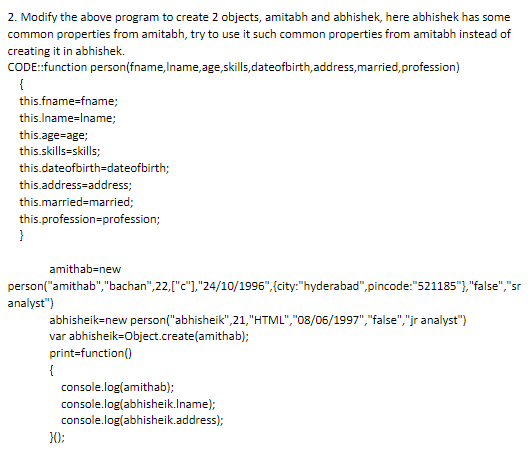 2. Modify the above program to create 2 objects, amitabh and abhishek, here abhishek has some
common properties from amitabh, try to use it such common properties from amitabh instead of
creating it in abhishek.
CODE::function person(fname,lname,age,skills,dateofbirth,address,married,profession)
{
this.fname=fname;
this.lname=lname;
this.age=age;
this.skills=skills;
this.dateofbirth=dateofbirth;
this.address=address;
this.married=married;
this.profession=profession;
}
amithab=new
person("amithab","bachan",22,["c"],"24/10/1996",{city:"hyderabad",pincode:"521185"},"false","sr
analyst")
abhisheik=new person("abhisheik",21,"HTML","08/06/1997","false","jr analyst")
var abhisheik=Object.create(amithab);
print=function()
{
console.log(amithab);
console.log(abhisheik.lname);
console.log(abhisheik.address);
}();